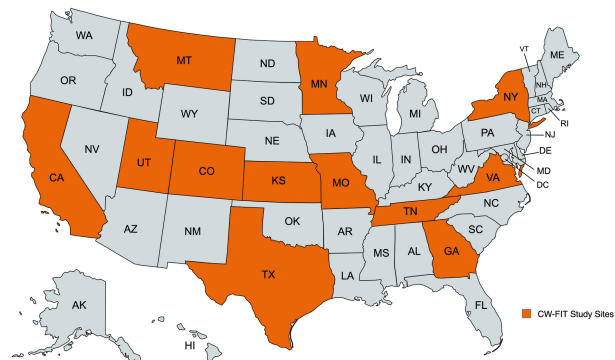 WA
MT
ND
MN
VT
ME
OR
ID
SD
WI
NH
NY
MA
CT
RI
WY
MI
IA
PA
NJ
NE
OH
DE
NV
UT
CO
IL
IN
WV
MD
VA
DC
CA
KS
MO
KY
NC
TN
AZ
NM
OK
AR
SC
MS
AL
GA
TX
LA
AK
FL
CW-FIT Study Sites
HI